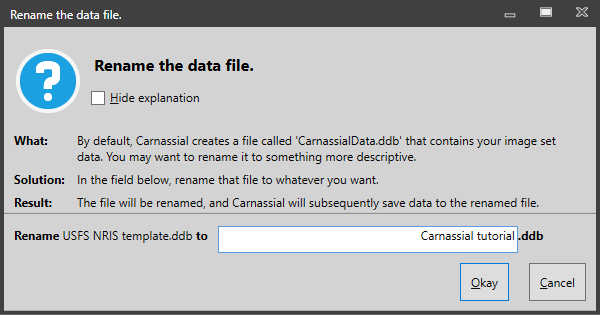 Rename the data file.
Rename the data file.
Hide explanation
What: By default, Carnassial creates a file called 'CarnassialData.ddb' that contains your image set
data. You may want to rename it to something more descriptive.
Solution: In the field below, rename that file to whatever you want.
Result: The file will be renamed, and Carnassial will subsequently save data to the renamed file.
Rename USFS NRIS template.ddb to Carnassial tutorial .ddb
Okay Cancel